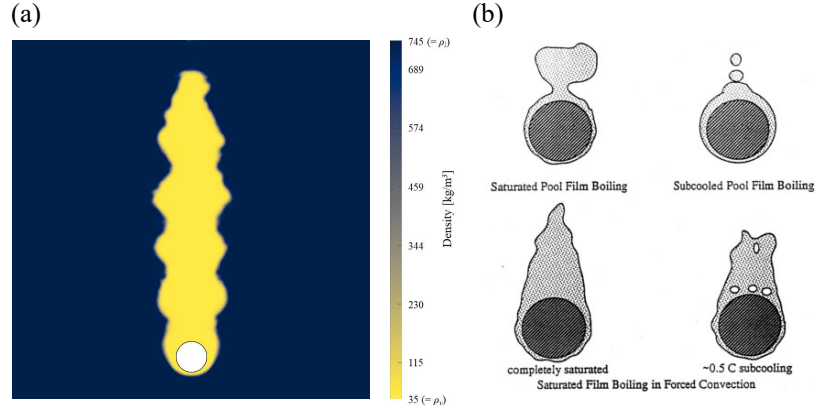 (a)
(b)
745 (= ρl)
689
574
459
344
230
115
35 (= ρv)
Density [kg/m³]
Saturated Pool Film Boiling
Subcooled Pool Film Boiling
completely saturated
~0.5 C subcooling
Saturated Film Boiling in Forced Convection